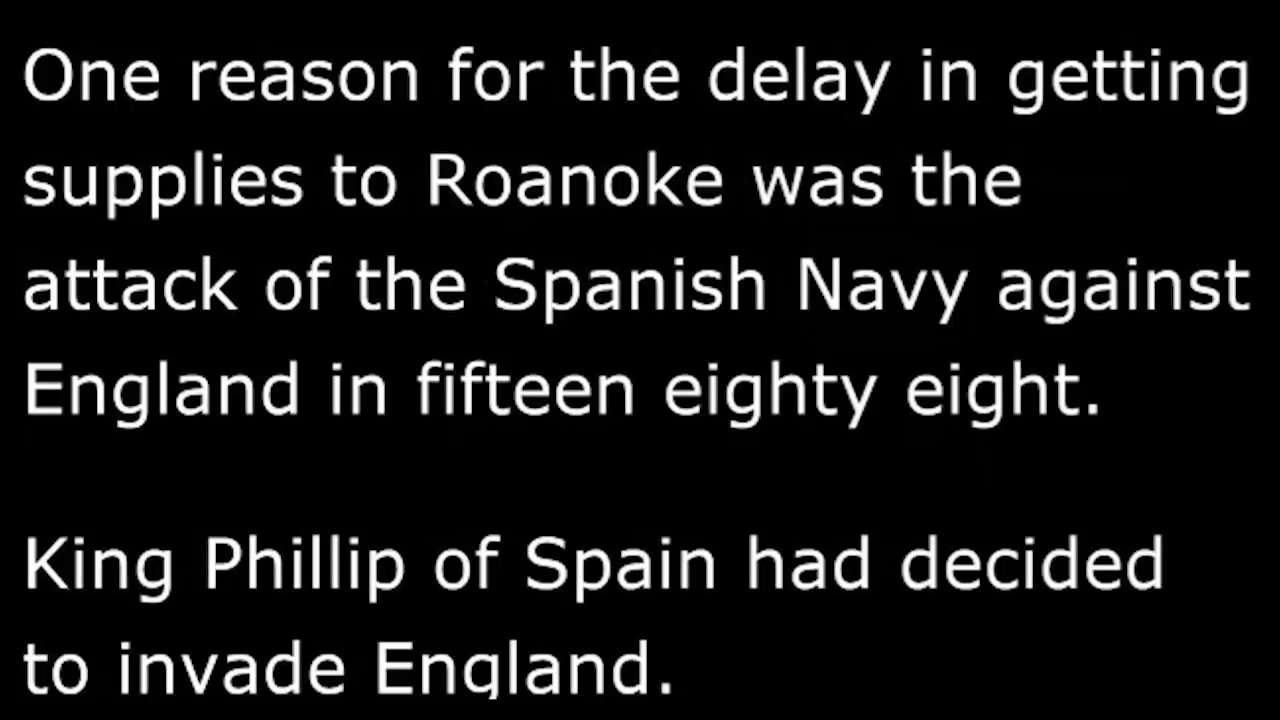 One reason for the delay in getting
supplies to Roanoke was the
attack of the Spanish Navy against
England in fifteen eighty eight.
King Phillip of Spain had decided
to invade England.